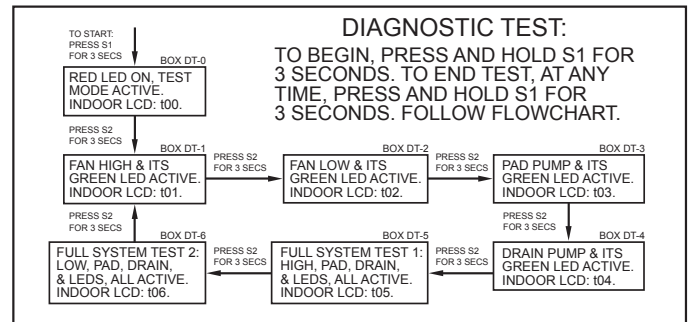 DIAGNOSTIC TEST:
TO BEGIN, PRESS AND HOLD S1 FOR
3 SECONDS. TO END TEST, AT ANY
TIME, PRESS AND HOLD S1 FOR
3 SECONDS. FOLLOW FLOWCHART.
TO START:
PRESS S1
FOR 3 SECS
BOX DT-0
RED LED ON, TEST
MODE ACTIVE.
INDOOR LCD: t00.
PRESS S2
FOR 3 SECS
BOX DT-1
FAN HIGH & ITS
GREEN LED ACTIVE.
INDOOR LCD: t01.
PRESS S2
FOR 3 SECS
BOX DT-2
FAN LOW & ITS
GREEN LED ACTIVE.
INDOOR LCD: t02.
PRESS S2
FOR 3 SECS
BOX DT-3
PAD PUMP & ITS
GREEN LED ACTIVE.
INDOOR LCD: t03.
PRESS S2
FOR 3 SECS
BOX DT-4
DRAIN PUMP & ITS
GREEN LED ACTIVE.
INDOOR LCD: t04.
PRESS S2
FOR 3 SECS
BOX DT-5
FULL SYSTEM TEST 1:
HIGH, PAD, DRAIN,
& LEDS, ALL ACTIVE.
INDOOR LCD: t05.
PRESS S2
FOR 3 SECS
BOX DT-6
FULL SYSTEM TEST 2:
LOW, PAD, DRAIN,
& LEDS, ALL ACTIVE.
INDOOR LCD: t06.
PRESS S2
FOR 3 SECS